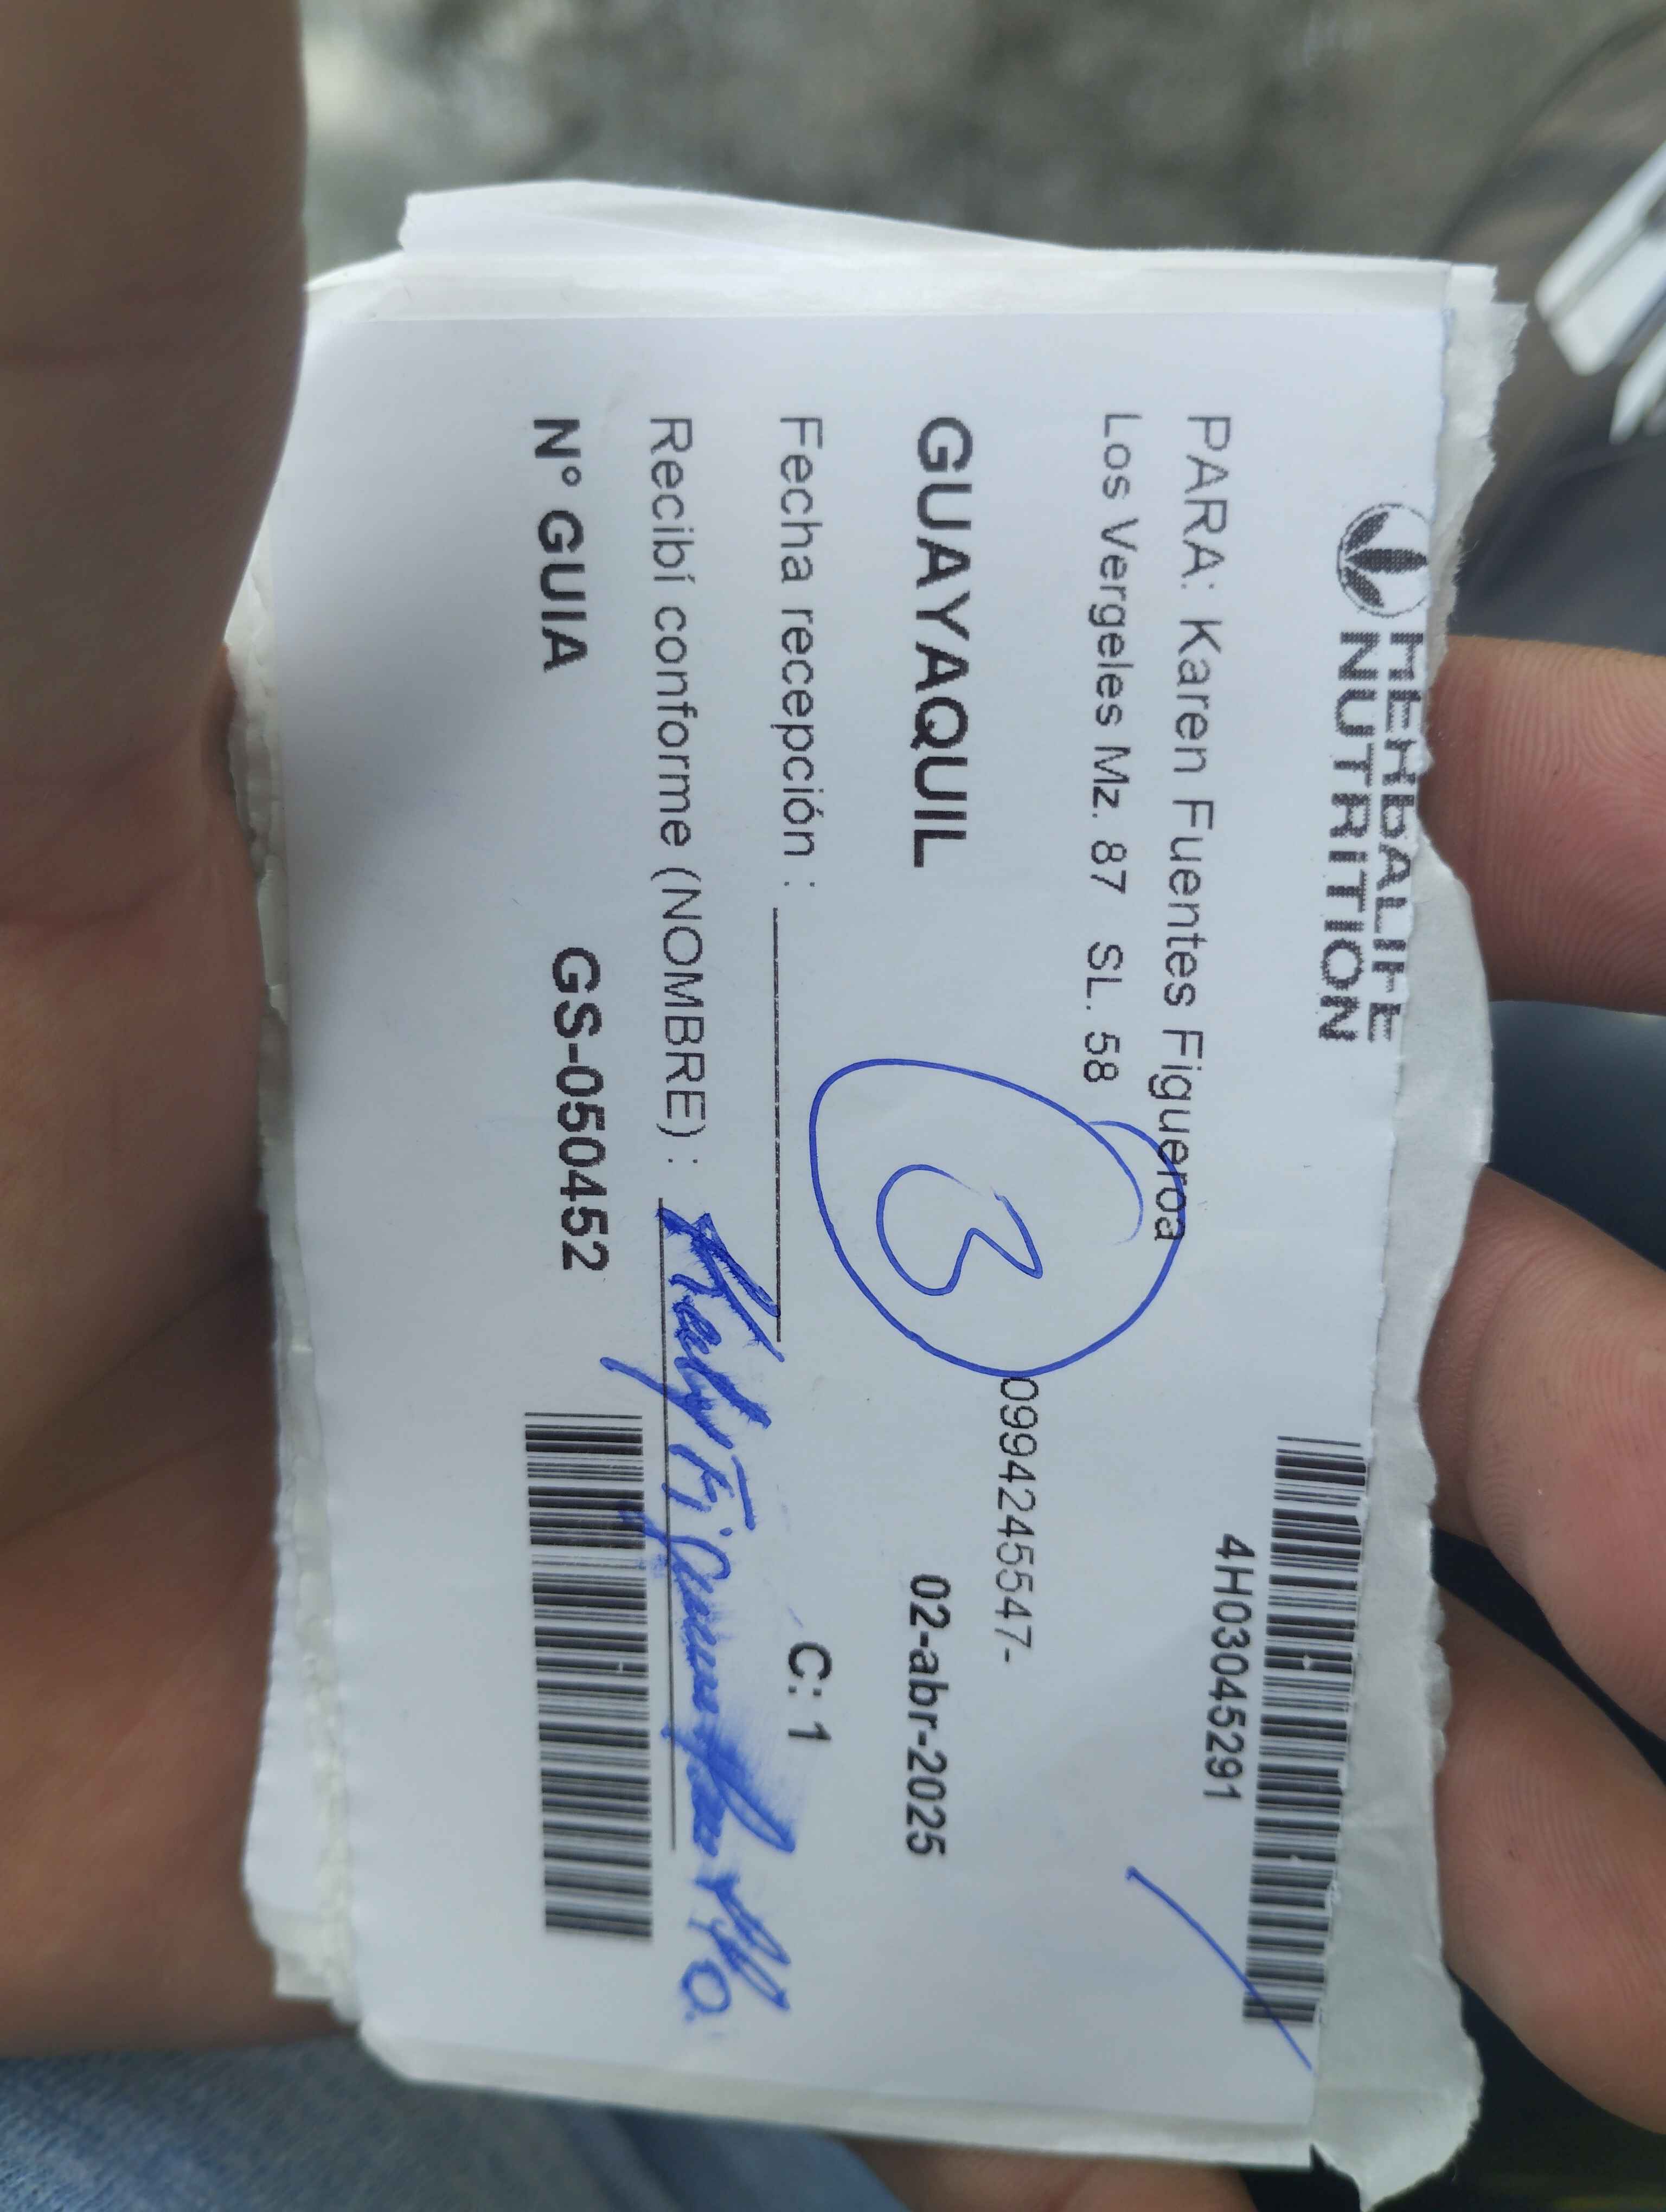 HERBALIFE
NUTRITION
4H03045291
PARA: Karen Fuentes Figueroa
Los Vergeles Mz. 87 SL. 58
0994245547-
3
GUAYAQUIL
02-abr-2025
Fecha recepción :
C: 1
Recibí conforme (NOMBRE) :
N° GUIA
GS-050452